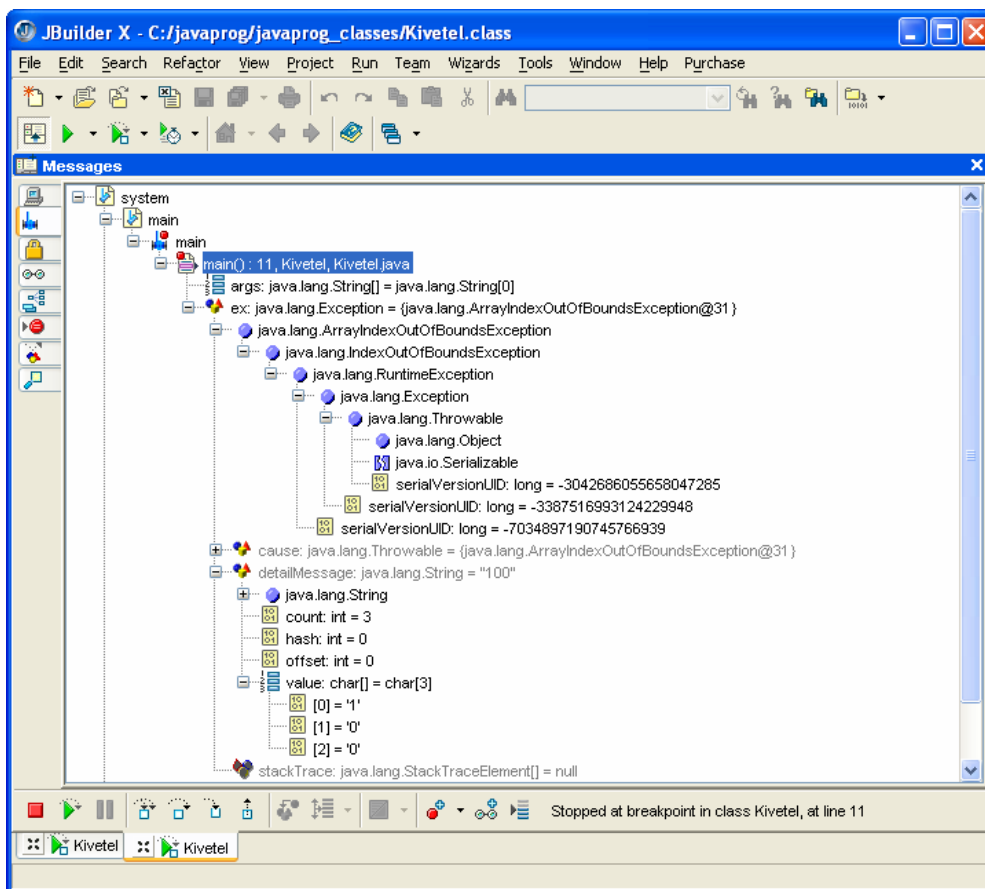 JBuilder X - C:/javaprog/javaprog_classes/Kivetel.class
File Edit Search Refactor View Project Run Team Wizards Tools Window Help Purchase
Messages
system
main
main
main() : 11, Kivetel, Kivetel.java
args: java.lang.String[] = java.lang.String[0]
ex: java.lang.Exception = {java.lang.ArrayIndexOutOfBoundsException@31}
java.lang.ArrayIndexOutOfBoundsException
java.lang.IndexOutOfBoundsException
java.lang.RuntimeException
java.lang.Exception
java.lang.Throwable
java.lang.Object
java.io.Serializable
serialVersionUID: long = -3042686055658047285
serialVersionUID: long = -3387516993124229948
serialVersionUID: long = -7034897190745766939
cause: java.lang.Throwable = {java.lang.ArrayIndexOutOfBoundsException@31}
detailMessage: java.lang.String = "100"
java.lang.String
count: int = 3
hash: int = 0
offset: int = 0
value: char[] = char[3]
[0] = '1'
[1] = '0'
[2] = '0'
stackTrace: java.lang.StackTraceElement[] = null
Stopped at breakpoint in class Kivetel, at line 11
Kivetel Kivetel